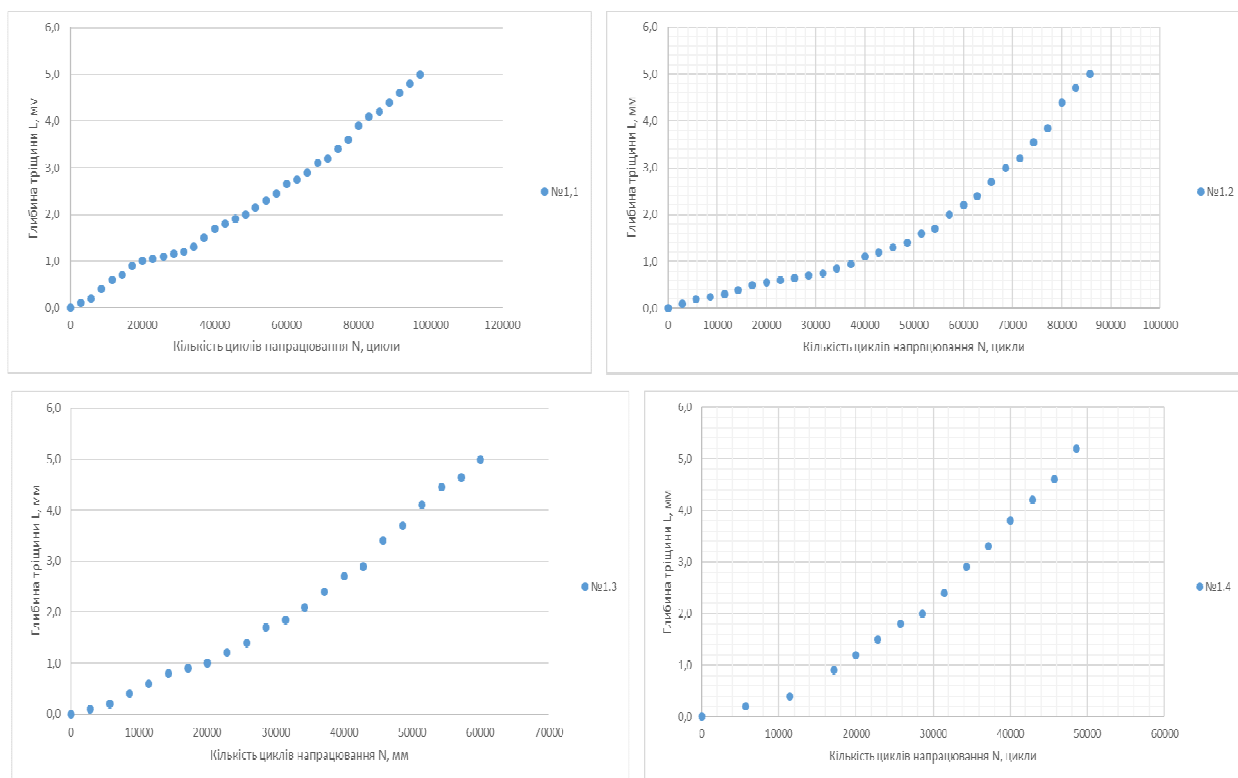 6,0
5,0
4,0
3,0
2,0
1,0
0,0
Глибина тріщини L, мм
0 20000 40000 60000 80000 100000 120000
Кількість циклів напрацювання N, цикли
№1,1
6,0
5,0
4,0
3,0
2,0
1,0
0,0
Глибина тріщини L, мм
0 10000 20000 30000 40000 50000 60000 70000 80000 90000 100000
Кількість циклів напрвцювання N, цикли
№1.2
6,0
5,0
4,0
3,0
2,0
1,0
0,0
Глибина тріщини L, мм
0 10000 20000 30000 40000 50000 60000 70000
Кількість циклів напрацювання N, мм
№1.3
6,0
5,0
4,0
3,0
2,0
1,0
0,0
Глибина тріщини L, мм
0 10000 20000 30000 40000 50000 60000
Кількість циклів напрацювання N, цикли
№1.4